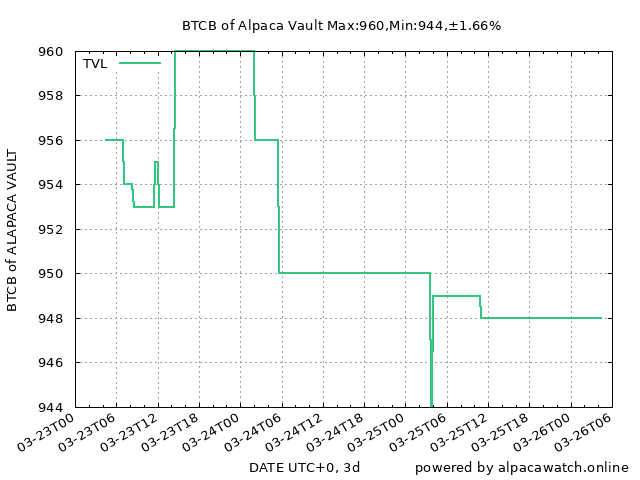 BTCB of Alpaca Vault Max:960,Min:944,±1.66%
TVL
960
958
956
954
952
950
948
946
944
BTCB of ALAPACA VAULT
03-23T00
03-23T06
03-23T12
03-23T18
03-24T00
03-24T06
03-24T12
03-24T18
03-25T00
03-25T06
03-25T12
03-25T18
03-26T00
03-26T06
DATE UTC+0, 3d
powered by alpacawatch.online